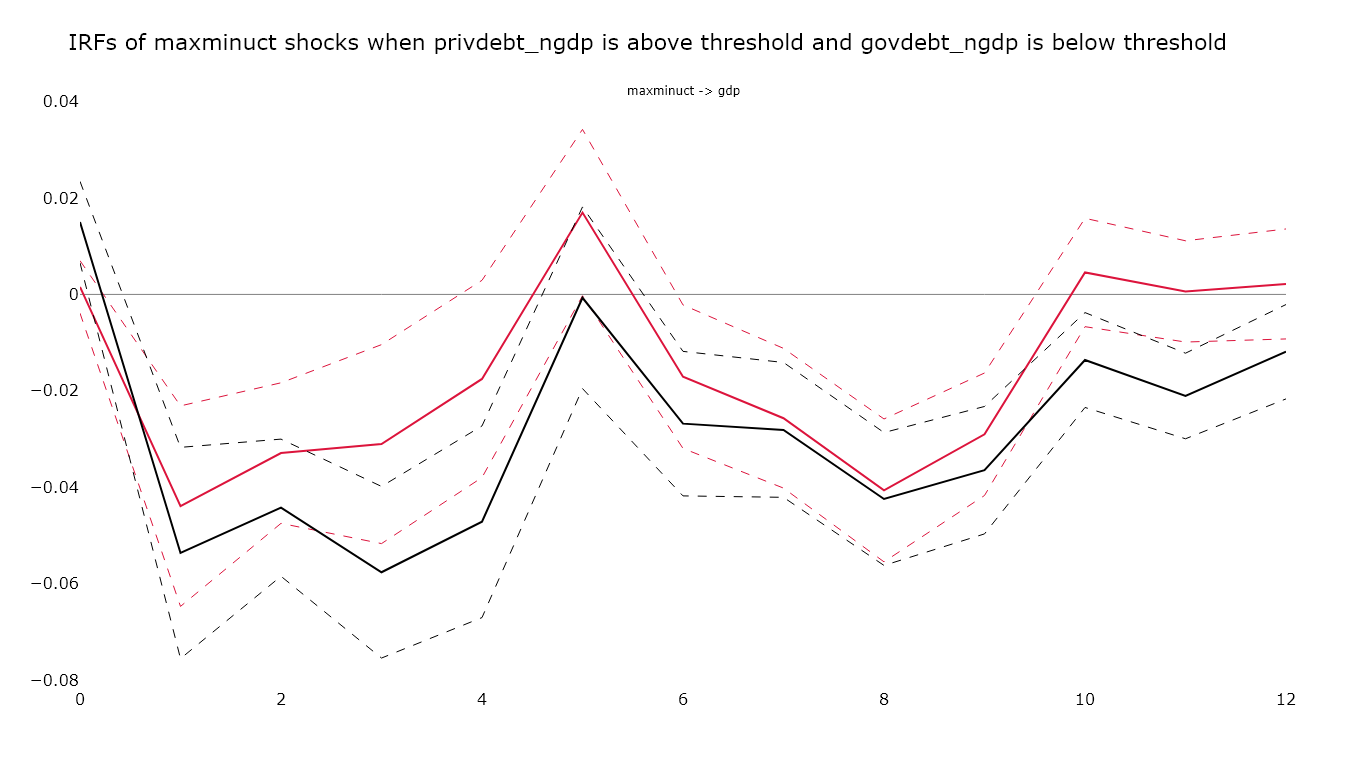 IRFs of maxminuct shocks when privdebt_ngdp is above threshold and govdebt_ngdp is below threshold
maxminuct -> gdp
0.04
0.02
0
−0.02
−0.04
−0.06
−0.08
0 2 4 6 8 10 12